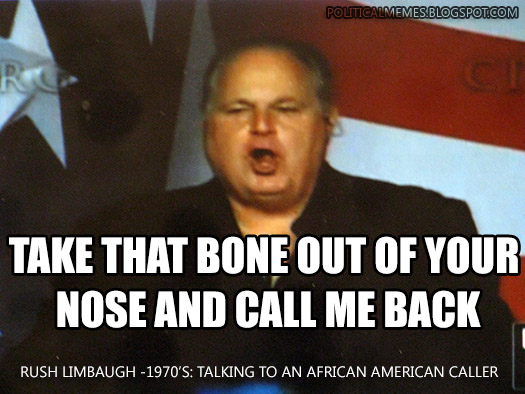 POLITICALMEMES.BLOGSPOT.COM
TAKE THAT BONE OUT OF YOUR
NOSE AND CALL ME BACK
RUSH LIMBAUGH -1970'S: TALKING TO AN AFRICAN AMERICAN CALLER